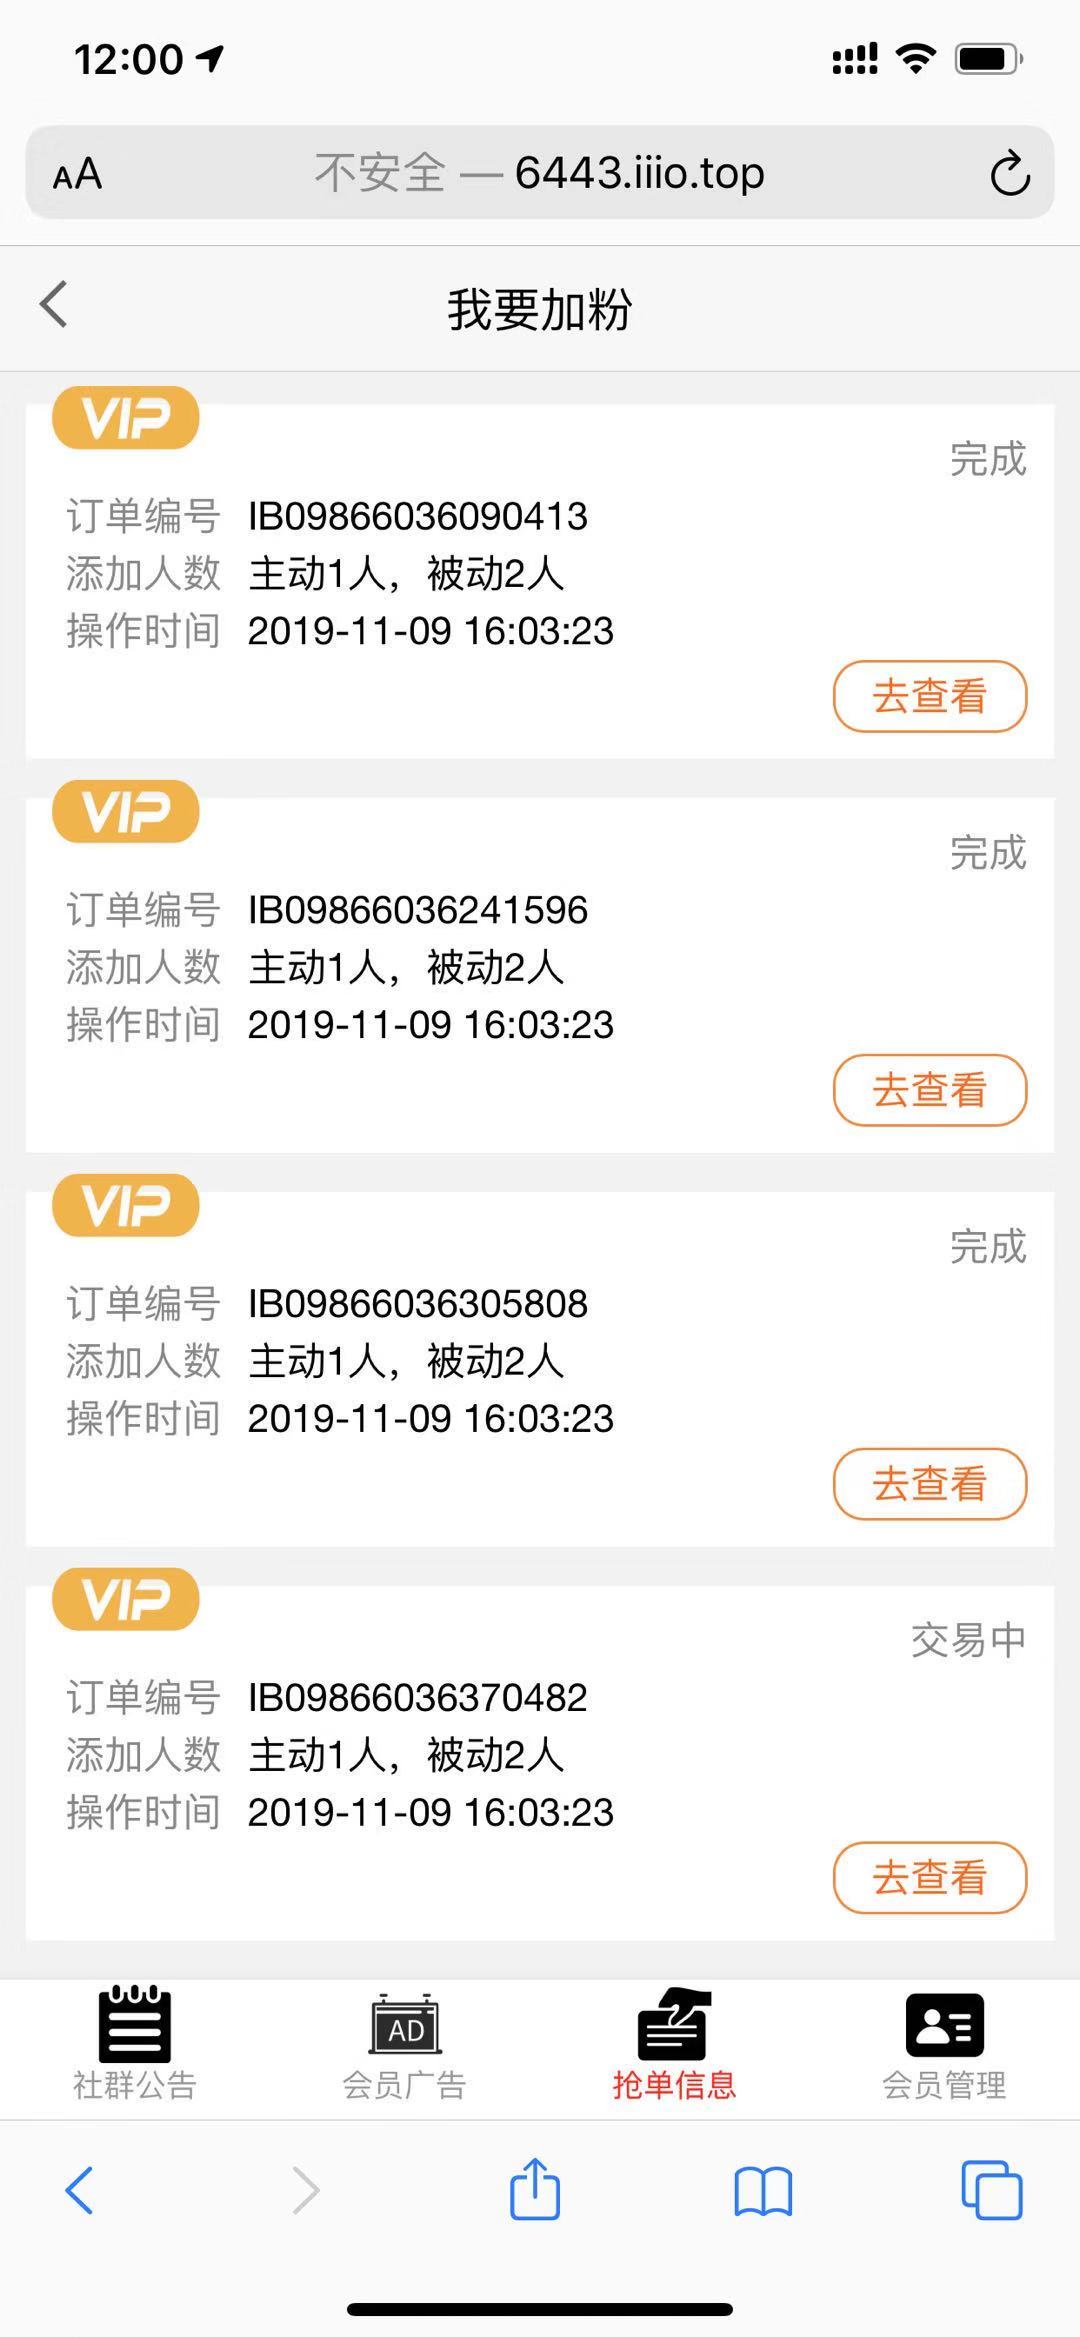 12:00
AA 不安全 — 6443.iiio.top
我要加粉
VIP
完成
订单编号 IB09866036090413
添加人数 主动1人，被动2人
操作时间 2019-11-09 16:03:23
去查看
VIP
完成
订单编号 IB09866036241596
添加人数 主动1人，被动2人
操作时间 2019-11-09 16:03:23
去查看
VIP
完成
订单编号 IB09866036305808
添加人数 主动1人，被动2人
操作时间 2019-11-09 16:03:23
去查看
VIP
交易中
订单编号 IB09866036370482
添加人数 主动1人，被动2人
操作时间 2019-11-09 16:03:23
去查看
AD
社群公告 会员广告 抢单信息 会员管理